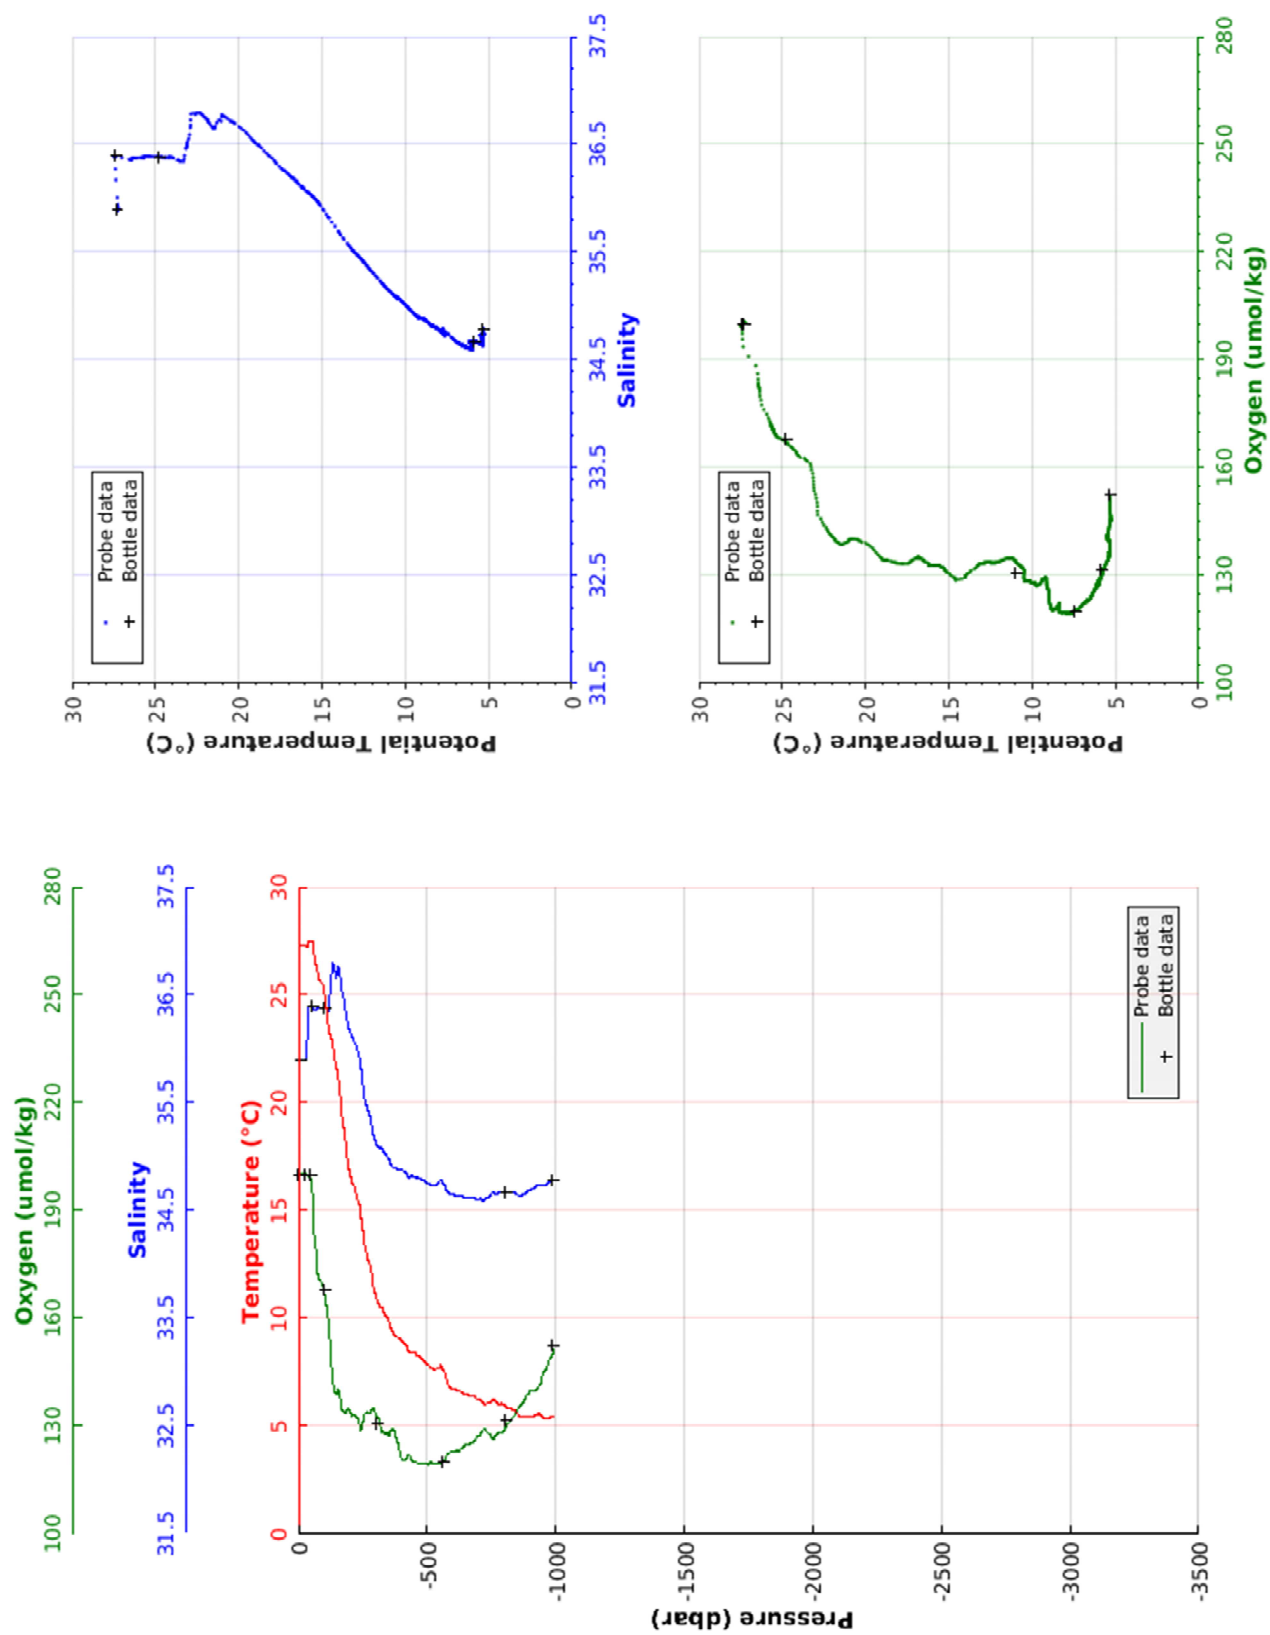 Oxygen (umol/kg)
100 130 160 190 220 250 280
Salinity
31.5 32.5 33.5 34.5 35.5 36.5 37.5
Temperature (°C)
0 5 10 15 20 25 30
Pressure (dbar)
0
-500
-1000
-1500
-2000
-2500
-3000
-3500
Probe data
Bottle data
Potential Temperature (°C)
30
25
20
15
10
5
0
Probe data
Bottle data
31.5 32.5 33.5 34.5 35.5 36.5 37.5
Salinity
Potential Temperature (°C)
30
25
20
15
10
5
0
Probe data
Bottle data
100 130 160 190 220 250 280
Oxygen (umol/kg)